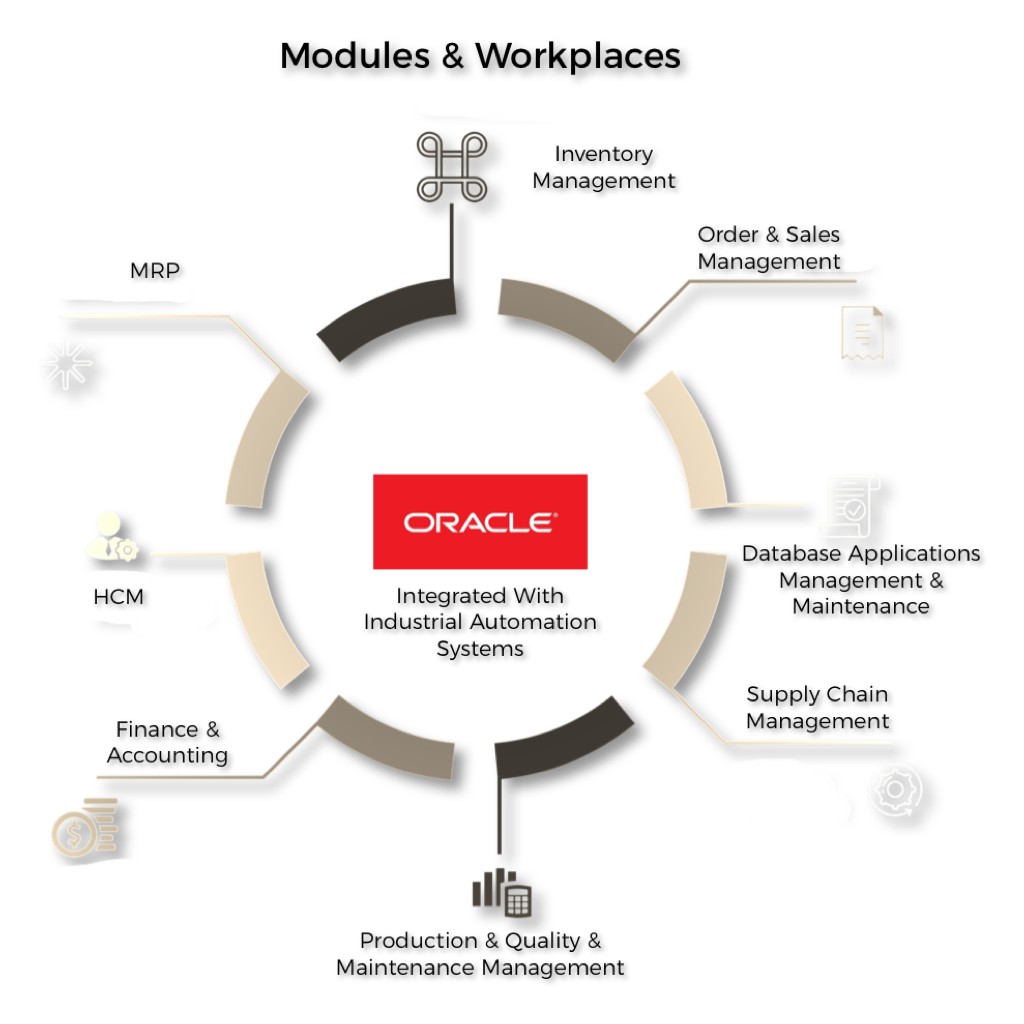 Modules & Workplaces
Inventory
Management
Order & Sales
Management
MRP
ORACLE®
Integrated With
Industrial Automation
Systems
Database Applications
Management &
Maintenance
HCM
Supply Chain
Management
Finance &
Accounting
$
Production & Quality &
Maintenance Management